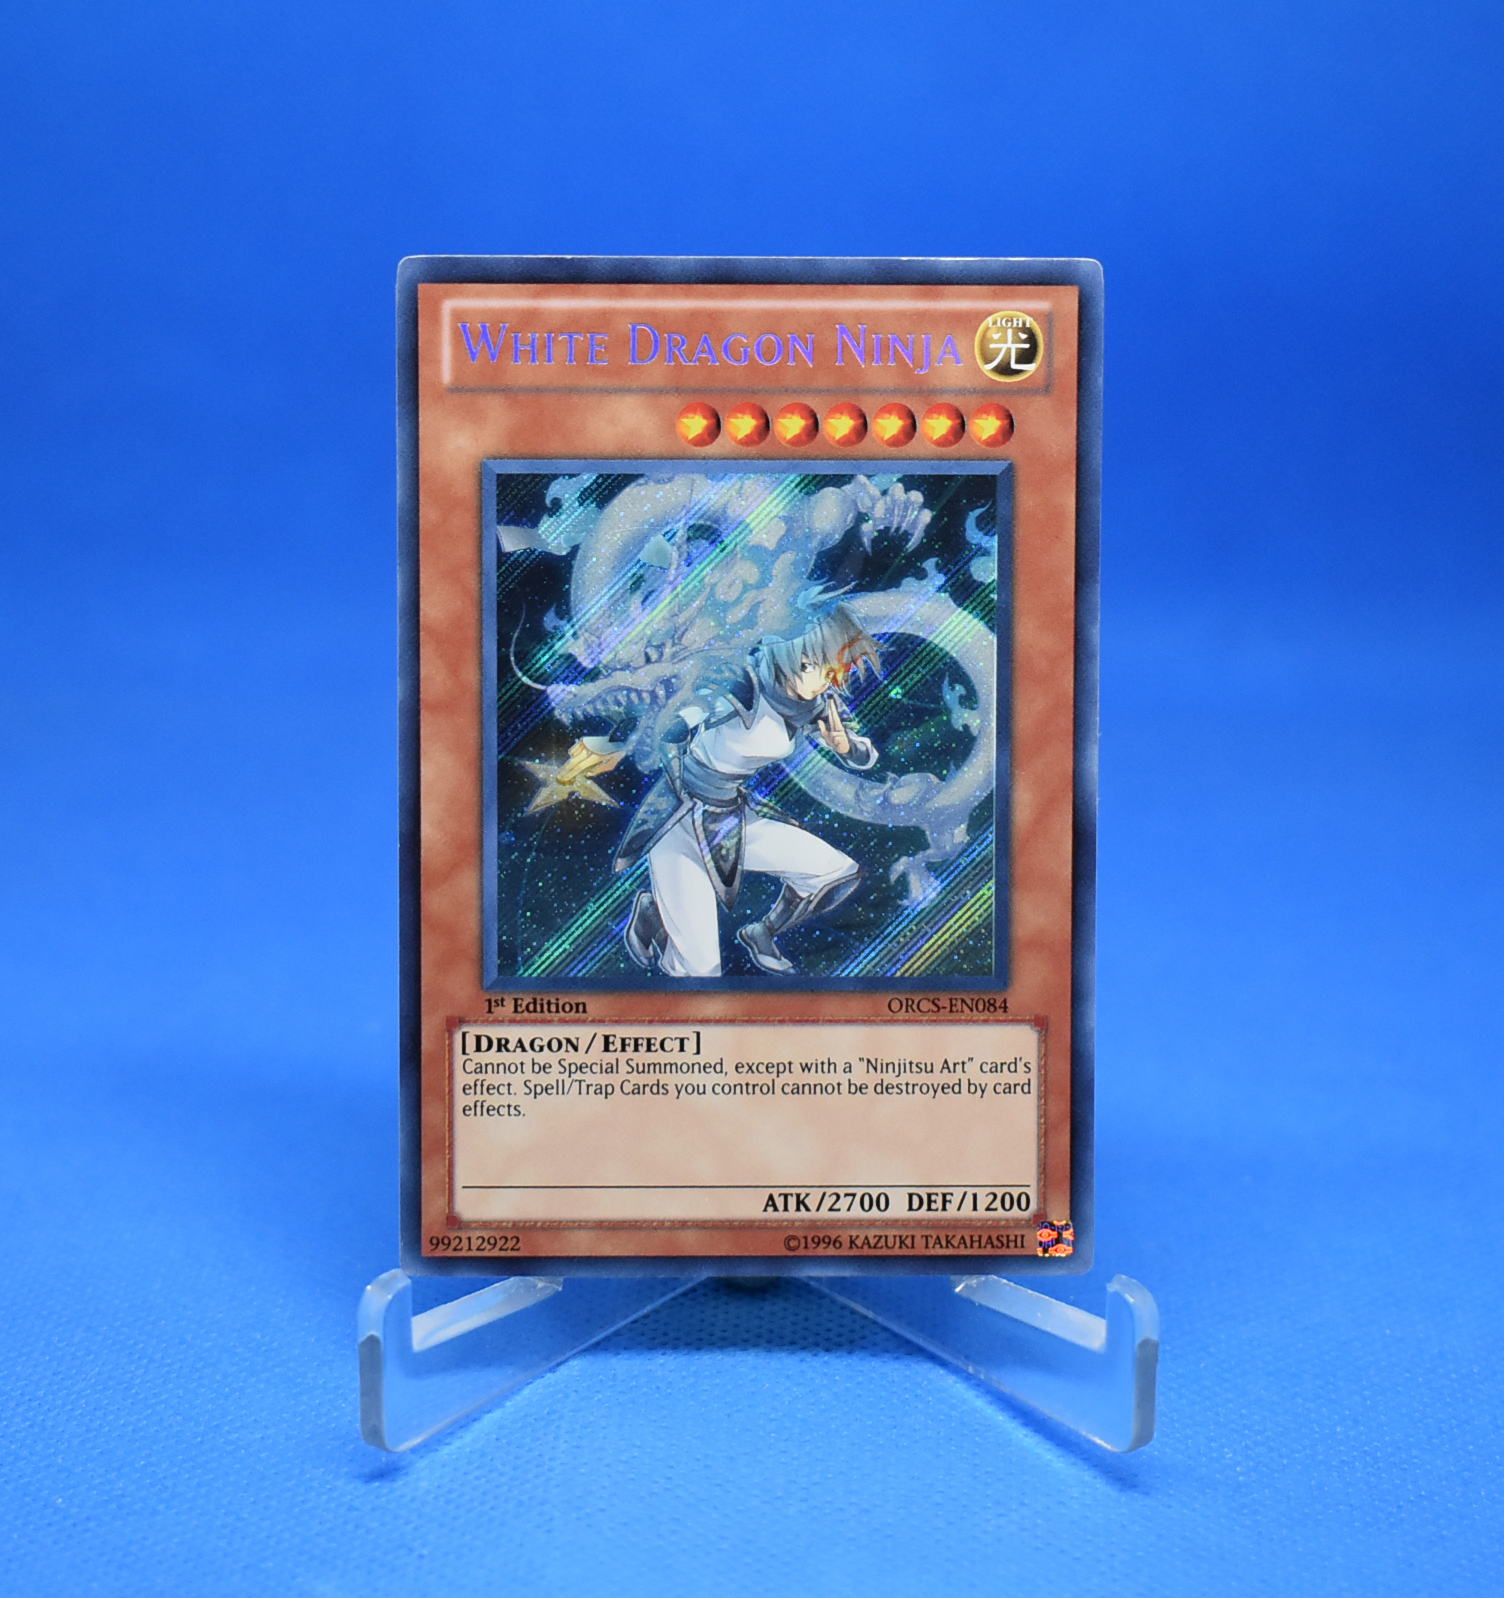 White Dragon Ninja
LIGHT
光
1st Edition
ORCS-EN084
[Dragon/Effect]
Cannot be Special Summoned, except with a "Ninjitsu Art" card's
effect. Spell/Trap Cards you control cannot be destroyed by card
effects.
ATK/2700 DEF/1200
99212922
©1996 KAZUKI TAKAHASHI